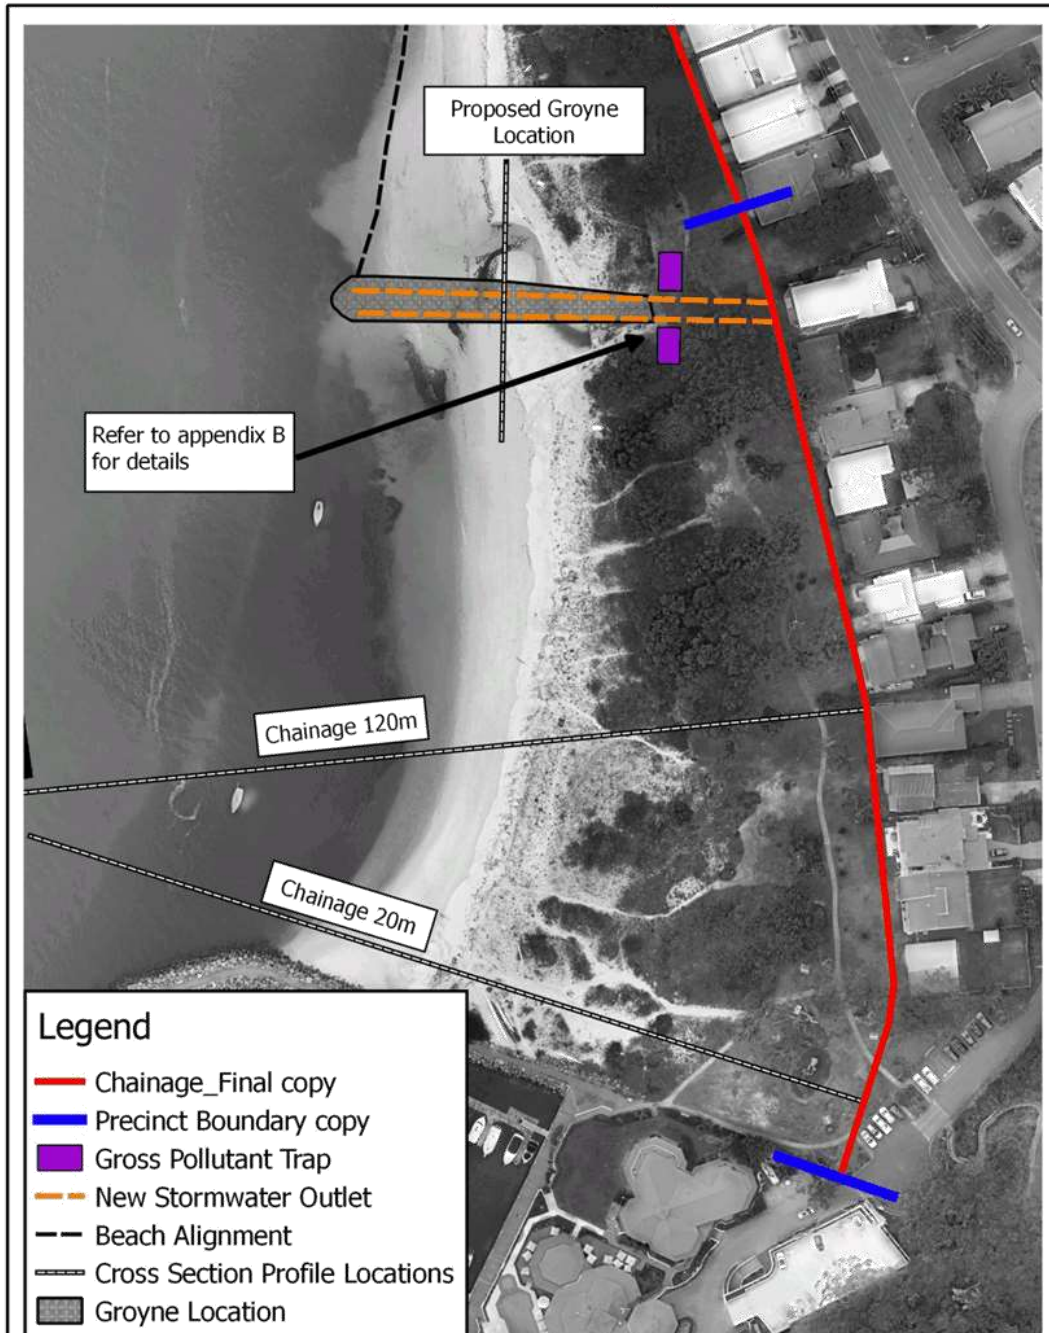 Proposed Groyne
Location
Refer to appendix B
for details
Chainage 120m
Chainage 20m
Legend
Chainage_Final copy
Precinct Boundary copy
Gross Pollutant Trap
New Stormwater Outlet
Beach Alignment
Cross Section Profile Locations
Groyne Location